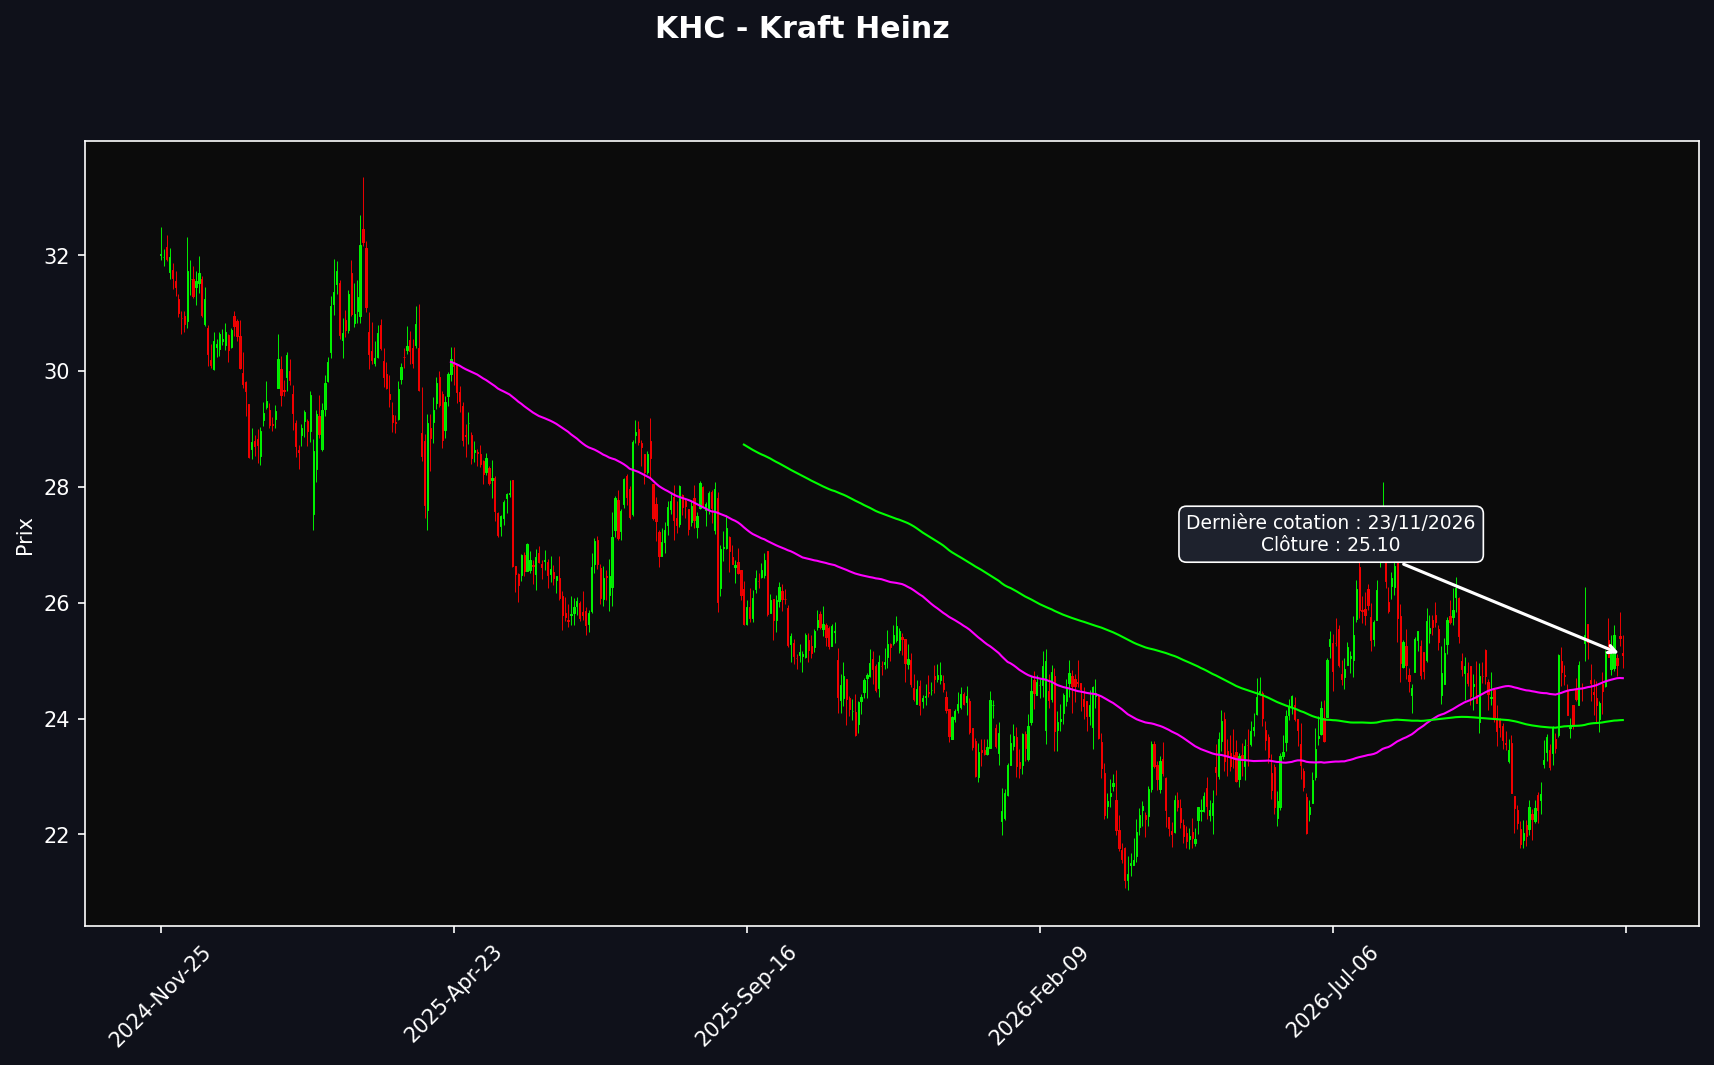 KHC - Kraft Heinz
Prix
32
30
28
26
24
22
Dernière cotation : 23/11/2026
Clôture : 25.10
2024-Nov-25
2025-Apr-23
2025-Sep-16
2026-Feb-09
2026-Jul-06